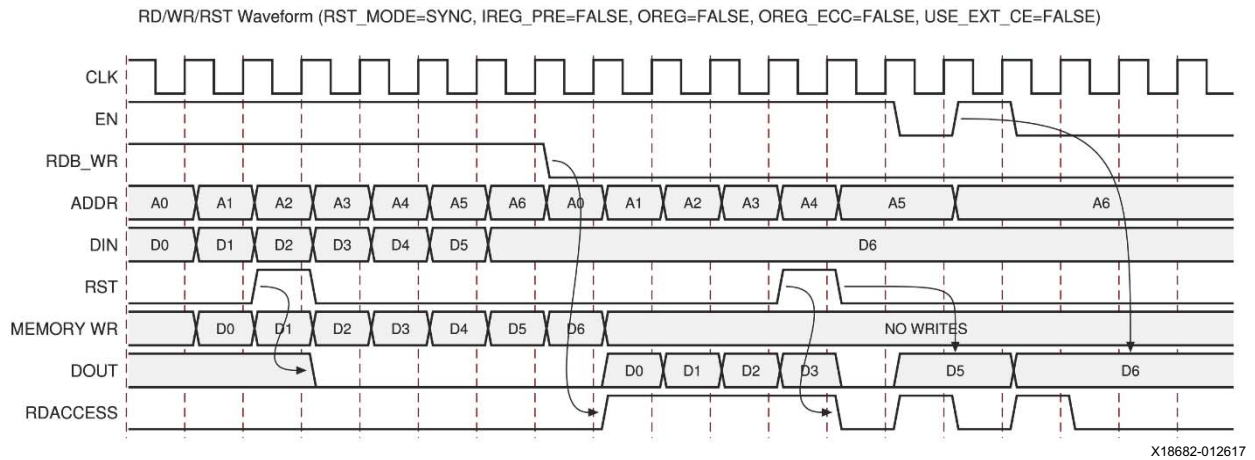 RD/WR/RST Waveform (RST_MODE=SYNC, IREG_PRE=FALSE, OREG=FALSE, OREG_ECC=FALSE, USE_EXT_CE=FALSE)
CLK
EN
RDB_WR
ADDR A0 A1 A2 A3 A4 A5 A6 A0 A1 A2 A3 A4 A5 A6
DIN D0 D1 D2 D3 D4 D5 D6
RST
MEMORY WR D0 D1 D2 D3 D4 D5 D6 NO WRITES
DOUT D0 D1 D2 D3 D5 D6
RDACCESS
X18682-012617